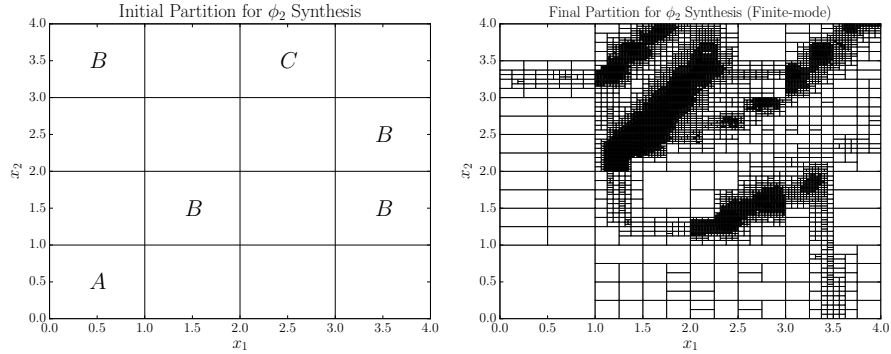 Initial Partition for ϕ₂ Synthesis
4.0
3.5
3.0
2.5
2.0
1.5
1.0
0.5
0.0
x₂
B
C
B
B
B
A
0.0 0.5 1.0 1.5 2.0 2.5 3.0 3.5 4.0
x₁
Final Partition for ϕ₂ Synthesis (Finite-mode)
4.0
3.5
3.0
2.5
2.0
1.5
1.0
0.5
0.0
x₂
0.0 0.5 1.0 1.5 2.0 2.5 3.0 3.5 4.0
x₁